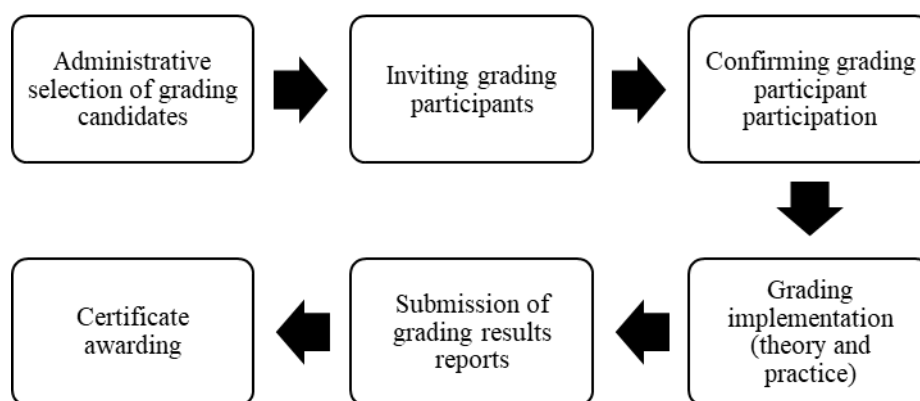 Administrative
selection of grading
candidates
Inviting grading
participants
Confirming grading
participant
participation
Grading
implementation
(theory and
practice)
Submission of
grading results
reports
Certificate
awarding